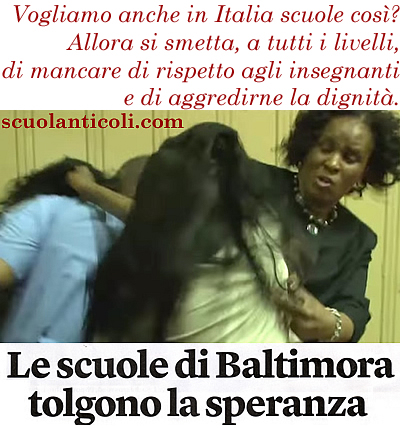 Vogliamo anche in Italia scuole così?
Allora si smetta, a tutti i livelli,
di mancare di rispetto agli insegnanti
e di aggredirne la dignità.
scuolanticoli.com
Le scuole di Baltimora
tolgono la speranza